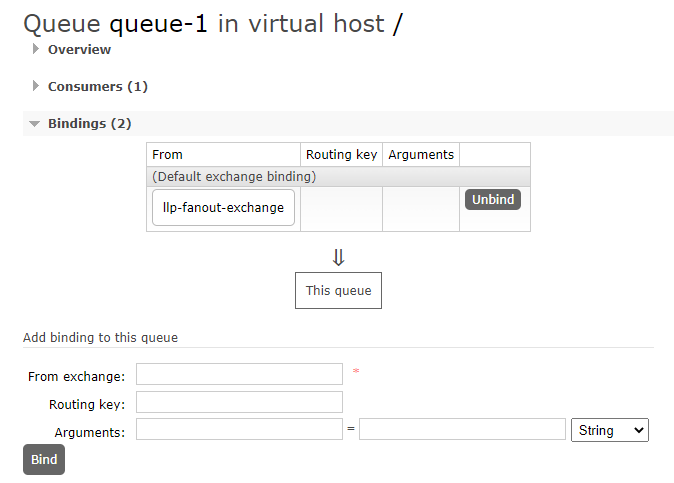 Queue queue-1 in virtual host /
Overview
Consumers (1)
Bindings (2)
From Routing key Arguments
(Default exchange binding)
llp-fanout-exchange Unbind
⇓
This queue
Add binding to this queue
From exchange: *
Routing key:
Arguments: = String
Bind